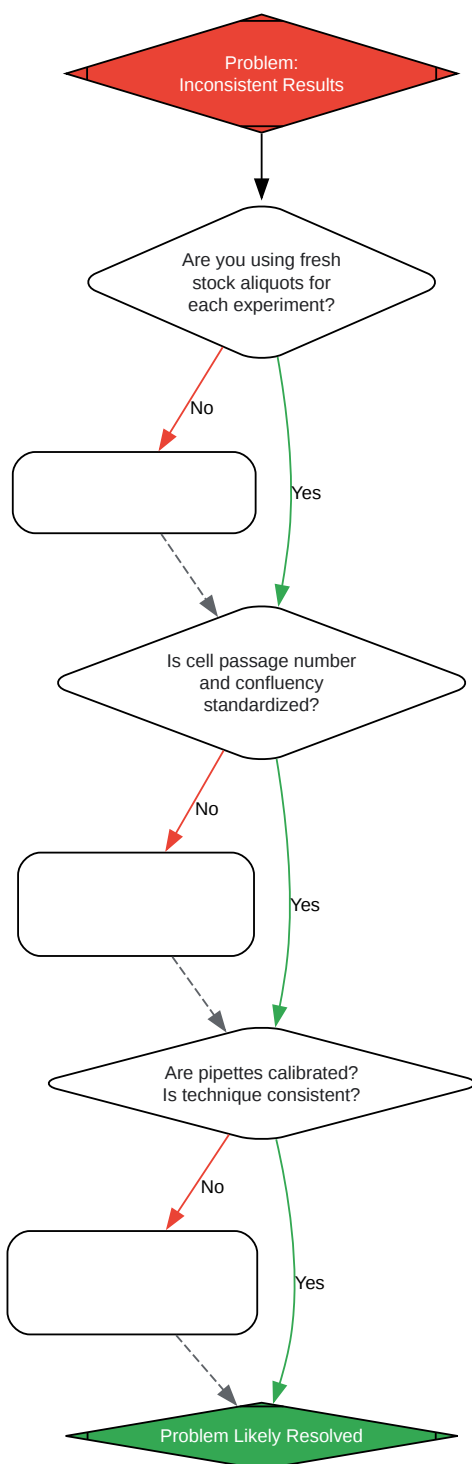 Problem:
Inconsistent Results
Are you using fresh
stock aliquots for
each experiment?
No
Yes
Is cell passage number
and confluency
standardized?
No
Yes
Are pipettes calibrated?
Is technique consistent?
No
Yes
Problem Likely Resolved